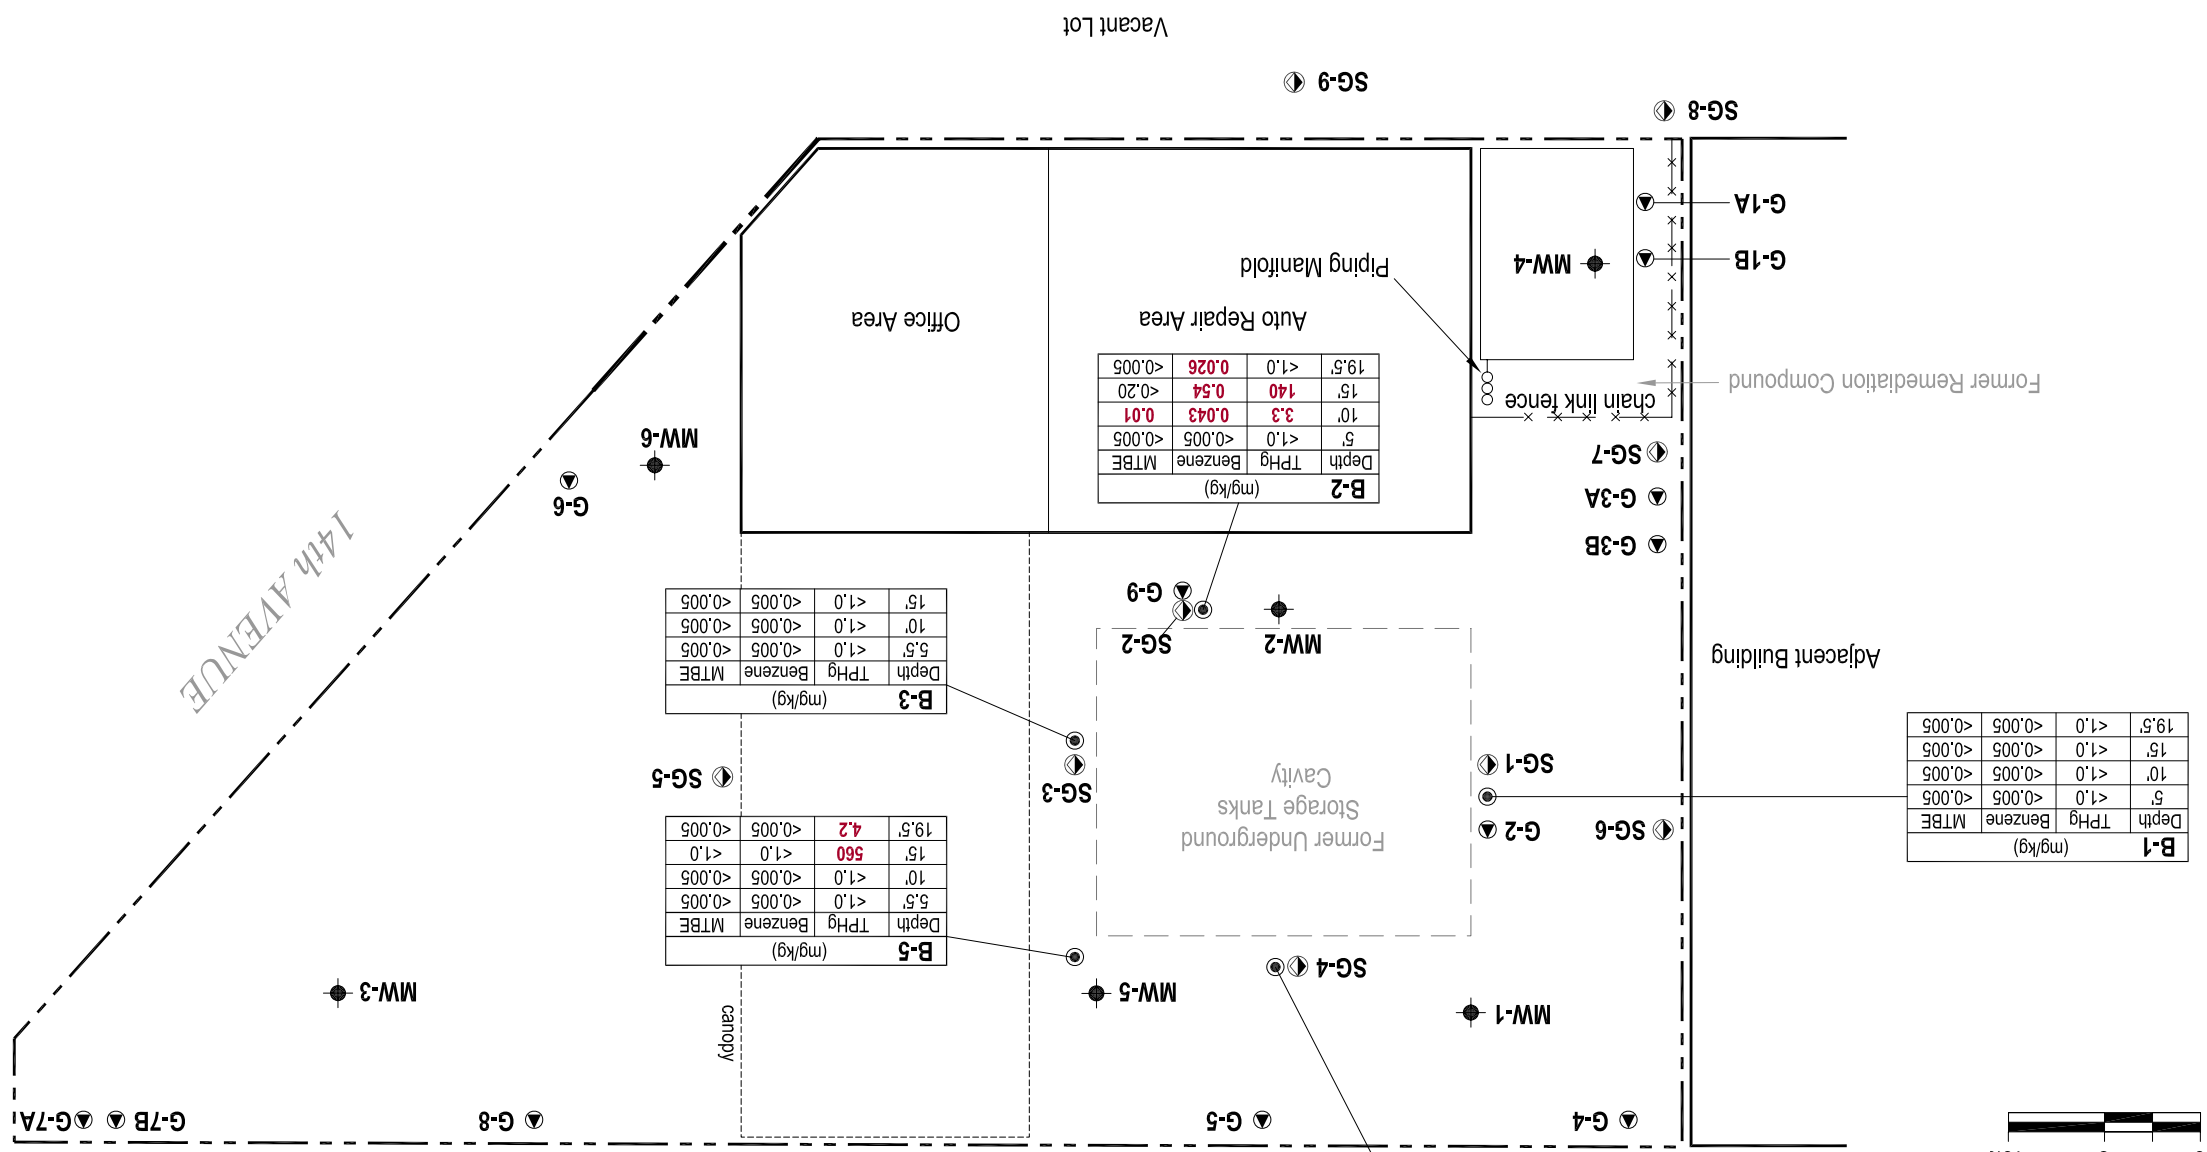 G-4
G-5
G-8
G-7B
G-7A
canopy
MW-1
MW-5
MW-3
SG-4
B-5 (mg/kg)
Depth TPHg Benzene MTBE
5.5' <1.0 <0.005 <0.005
10' <1.0 <0.005 <0.005
15' 560 <1.0 <1.0
19.5' 4.2 <0.005 <0.005
B-1 (mg/kg)
Depth TPHg Benzene MTBE
5' <1.0 <0.005 <0.005
10' <1.0 <0.005 <0.005
15' <1.0 <0.005 <0.005
19.5' <1.0 <0.005 <0.005
SG-6
G-2
SG-1
Former Underground
Storage Tanks
Cavity
SG-3
SG-5
B-3 (mg/kg)
Depth TPHg Benzene MTBE
5.5' <1.0 <0.005 <0.005
10' <1.0 <0.005 <0.005
15' <1.0 <0.005 <0.005
Adjacent Building
MW-2
SG-2
G-9
14th AVENUE
G-3B
G-3A
SG-7
B-2 (mg/kg)
Depth TPHg Benzene MTBE
5' <1.0 <0.005 <0.005
10' 3.3 0.043 0.01
15' 140 0.54 <0.20
19.5' <1.0 0.026 <0.005
G-6
MW-6
chain link fence
Former Remediation Compound
Auto Repair Area
Office Area
Piping Manifold
MW-4
G-1B
G-1A
SG-8
SG-9
Vacant Lot